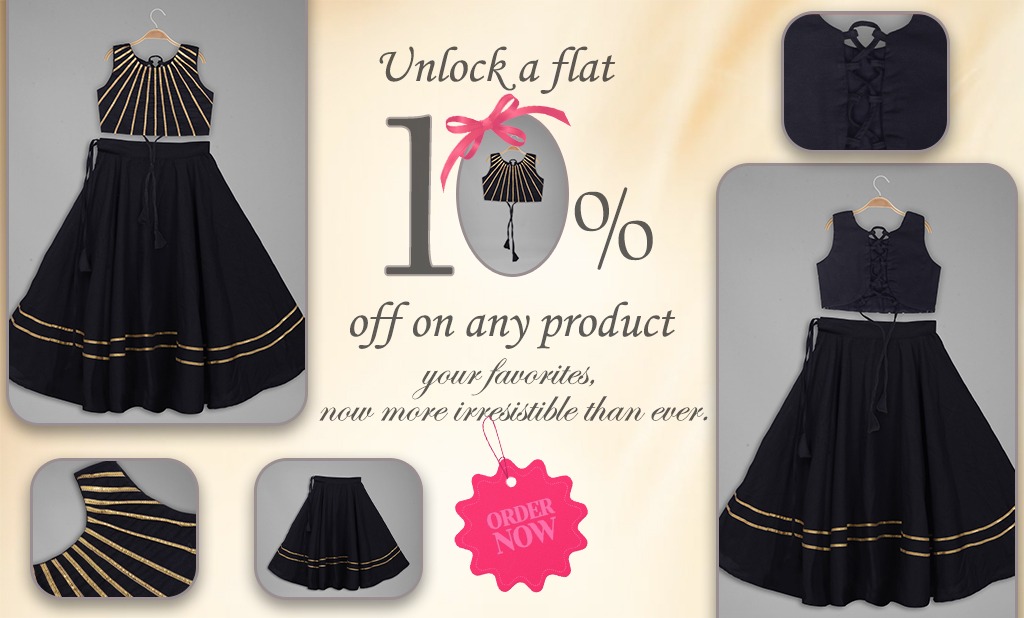 Unlock a flat
10%
off on any product
your favorites,
now more irresistible than ever.
ORDER
NOW